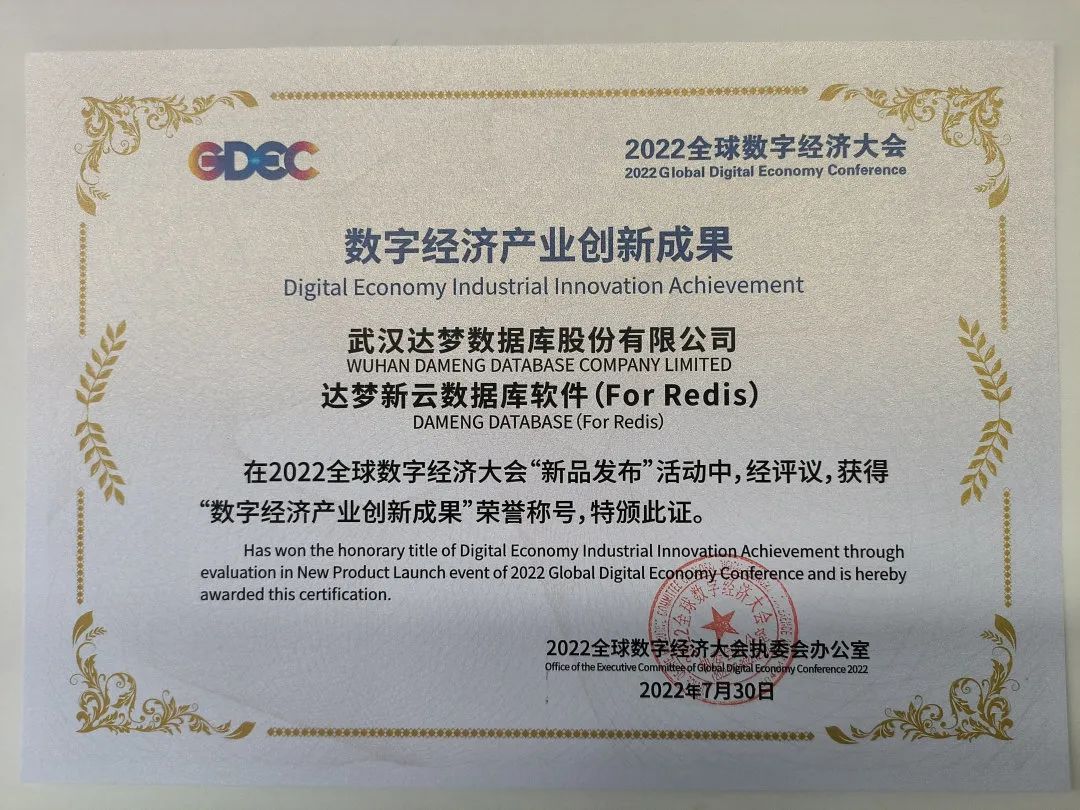 GDEC
2022全球数字经济大会
2022 Global Digital Economy Conference
数字经济产业创新成果
Digital Economy Industrial Innovation Achievement
武汉达梦数据库股份有限公司
WUHAN DAMENG DATABASE COMPANY LIMITED
达梦新云数据库软件(For Redis)
DAMENG DATABASE(For Redis)
在2022全球数字经济大会“新品发布”活动中,经评议,获得
“数字经济产业创新成果”荣誉称号,特颁此证。
Has won the honorary title of Digital Economy Industrial Innovation Achievement through
evaluation in New Product Launch event of 2022 Global Digital Economy Conference and is hereby
awarded this certification.
2022全球数字经济大会执委会办公室
Office of the Executive Committee of Global Digital Economy Conference 2022
2022年7月30日